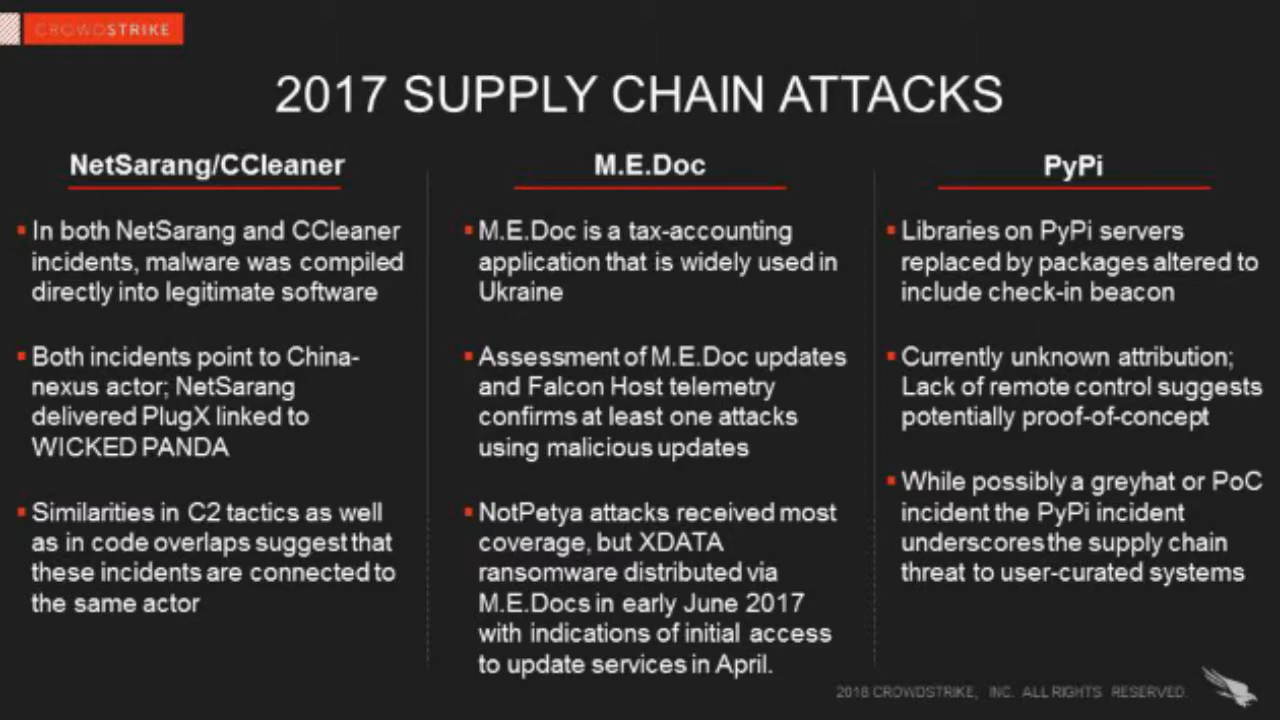 CROWDSTRIKE
2017 SUPPLY CHAIN ATTACKS
NetSarang/CCleaner
▪ In both NetSarang and CCleaner
incidents, malware was compiled
directly into legitimate software
▪ Both incidents point to China-
nexus actor; NetSarang
delivered PlugX linked to
WICKED PANDA
▪ Similarities in C2 tactics as well
as in code overlaps suggest that
these incidents are connected to
the same actor
M.E.Doc
▪ M.E.Doc is a tax-accounting
application that is widely used in
Ukraine
▪ Assessment of M.E.Doc updates
and Falcon Host telemetry
confirms at least one attacks
using malicious updates
▪ NotPetya attacks received most
coverage, but XDATA
ransomware distributed via
M.E.Docs in early June 2017
with indications of initial access
to update services in April.
PyPi
▪ Libraries on PyPi servers
replaced by packages altered to
include check-in beacon
▪ Currently unknown attribution;
Lack of remote control suggests
potentially proof-of-concept
▪ While possibly a greyhat or PoC
incident the PyPi incident
underscores the supply chain
threat to user-curated systems
2018 CROWDSTRIKE, INC. ALL RIGHTS RESERVED.